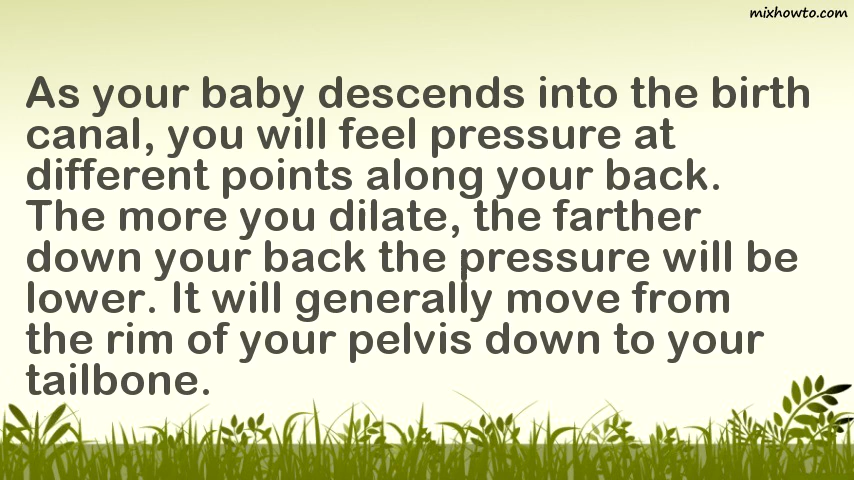 mixhowto.com
As your baby descends into the birth
canal, you will feel pressure at
different points along your back.
The more you dilate, the farther
down your back the pressure will be
lower. It will generally move from
the rim of your pelvis down to your
tailbone.